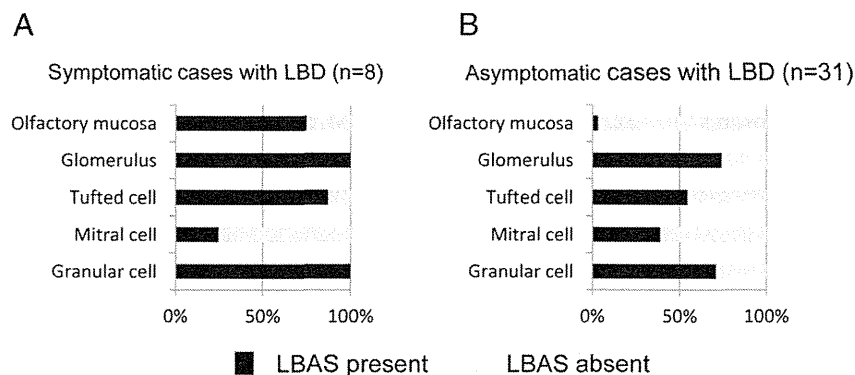 A
Symptomatic cases with LBD (n=8)
Olfactory mucosa
Glomerulus
Tufted cell
Mitral cell
Granular cell
0% 50% 100%
B
Asymptomatic cases with LBD (n=31)
Olfactory mucosa
Glomerulus
Tufted cell
Mitral cell
Granular cell
0% 50% 100%
LBAS present LBAS absent